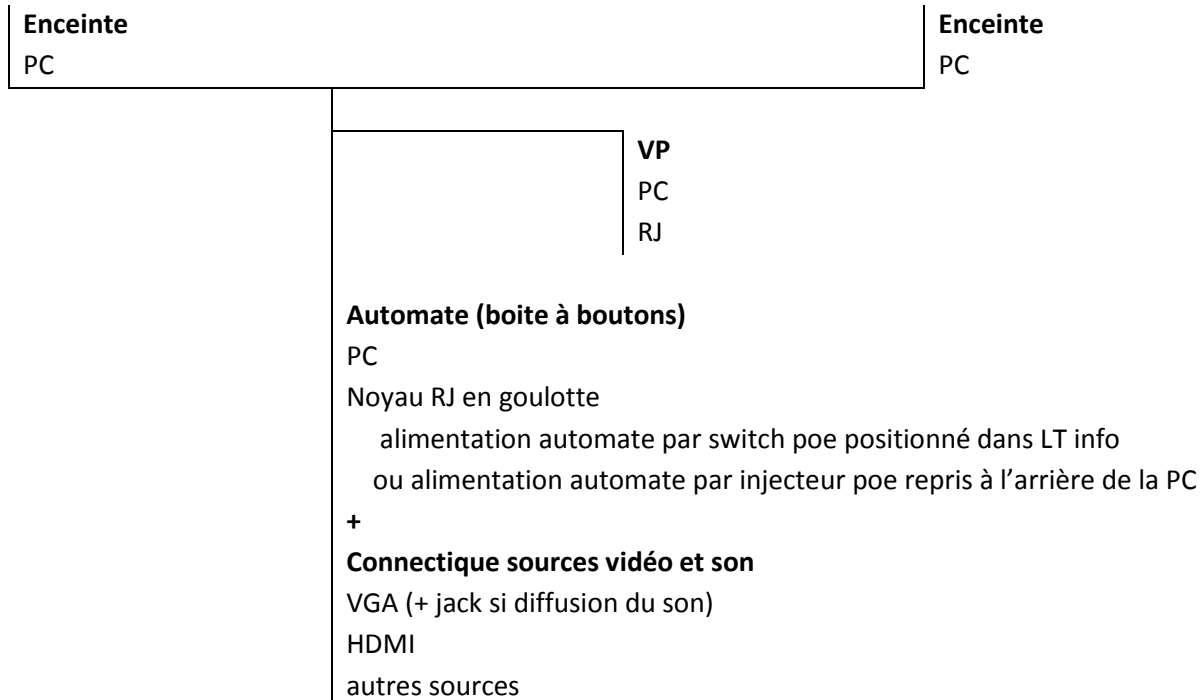 Enceinte
PC
Enceinte
PC
VP
PC
RJ
Automate (boite à boutons)
PC
Noyau RJ en goulotte
alimentation automate par switch poe positionné dans LT info
ou alimentation automate par injecteur poe repris à l’arrière de la PC
+
Connectique sources vidéo et son
VGA (+ jack si diffusion du son)
HDMI
autres sources